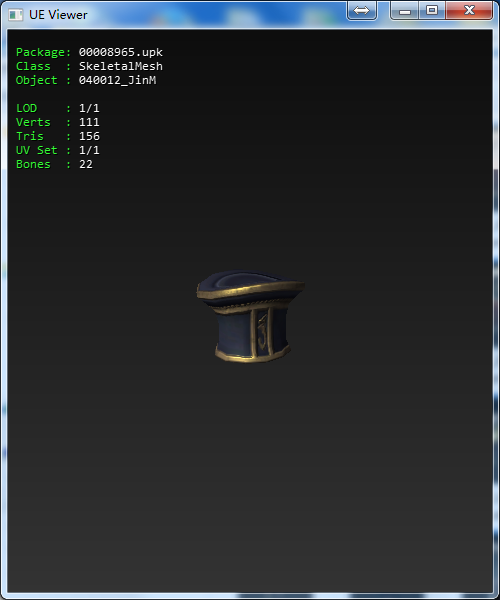 UE Viewer
Package: 00008965.upk
Class  : SkeletalMesh
Object : 040012_JinM
LOD    : 1/1
Verts  : 111
Tris   : 156
UV Set : 1/1
Bones  : 22